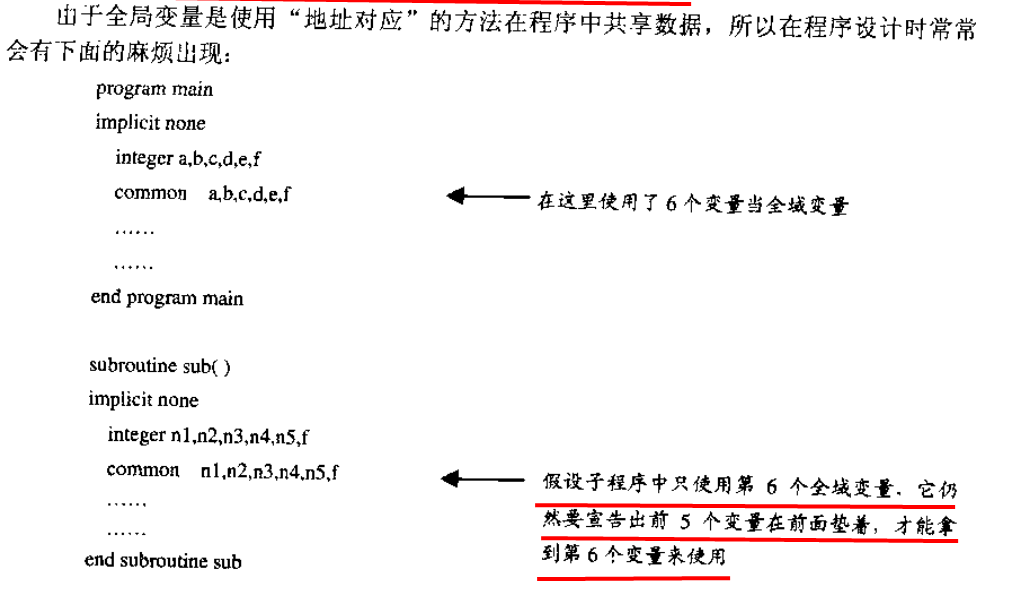 由于全局变量是使用“地址对应”的方法在程序中共享数据，所以在程序设计时常常
会有下面的麻烦出现：
program main
implicit none
integer a,b,c,d,e,f
common a,b,c,d,e,f
在这里使用了 6 个变量当全域变量
……
……
end program main
subroutine sub( )
implicit none
integer n1,n2,n3,n4,n5,f
common n1,n2,n3,n4,n5,f
假设子程序中只使用第 6 个全域变量．它仍
……
然要宣告出前 5 个变量在前面垫着，才能拿
……
到第 6 个变量来使用
end subroutine sub